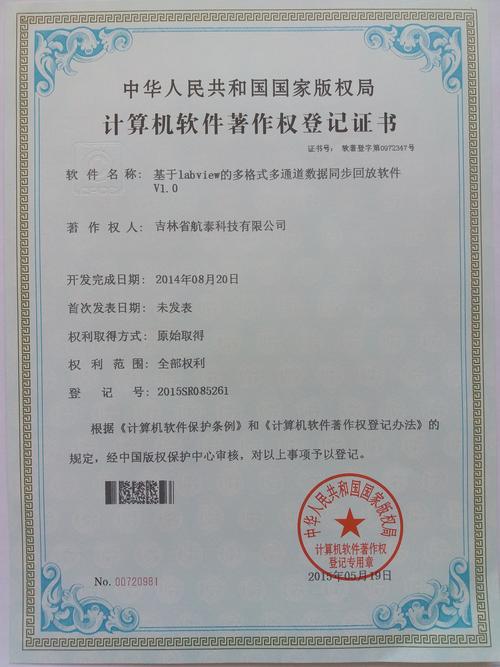 中华人民共和国国家版权局
计算机软件著作权登记证书
证书号： 软著登字第0972347号
软件名称： 基于labview的多格式多通道数据同步回放软件
V1.0
著作权人： 吉林省航泰科技有限公司
开发完成日期： 2014年08月20日
首次发表日期： 未发表
权利取得方式： 原始取得
权利范围： 全部权利
登记号： 2015SR085261
根据《计算机软件保护条例》和《计算机软件著作权登记办法》的
规定，经中国版权保护中心审核，对以上事项予以登记。
中华人民共和国国家版权局
计算机软件著作权
登记专用章
2015年05月19日
No. 00720981